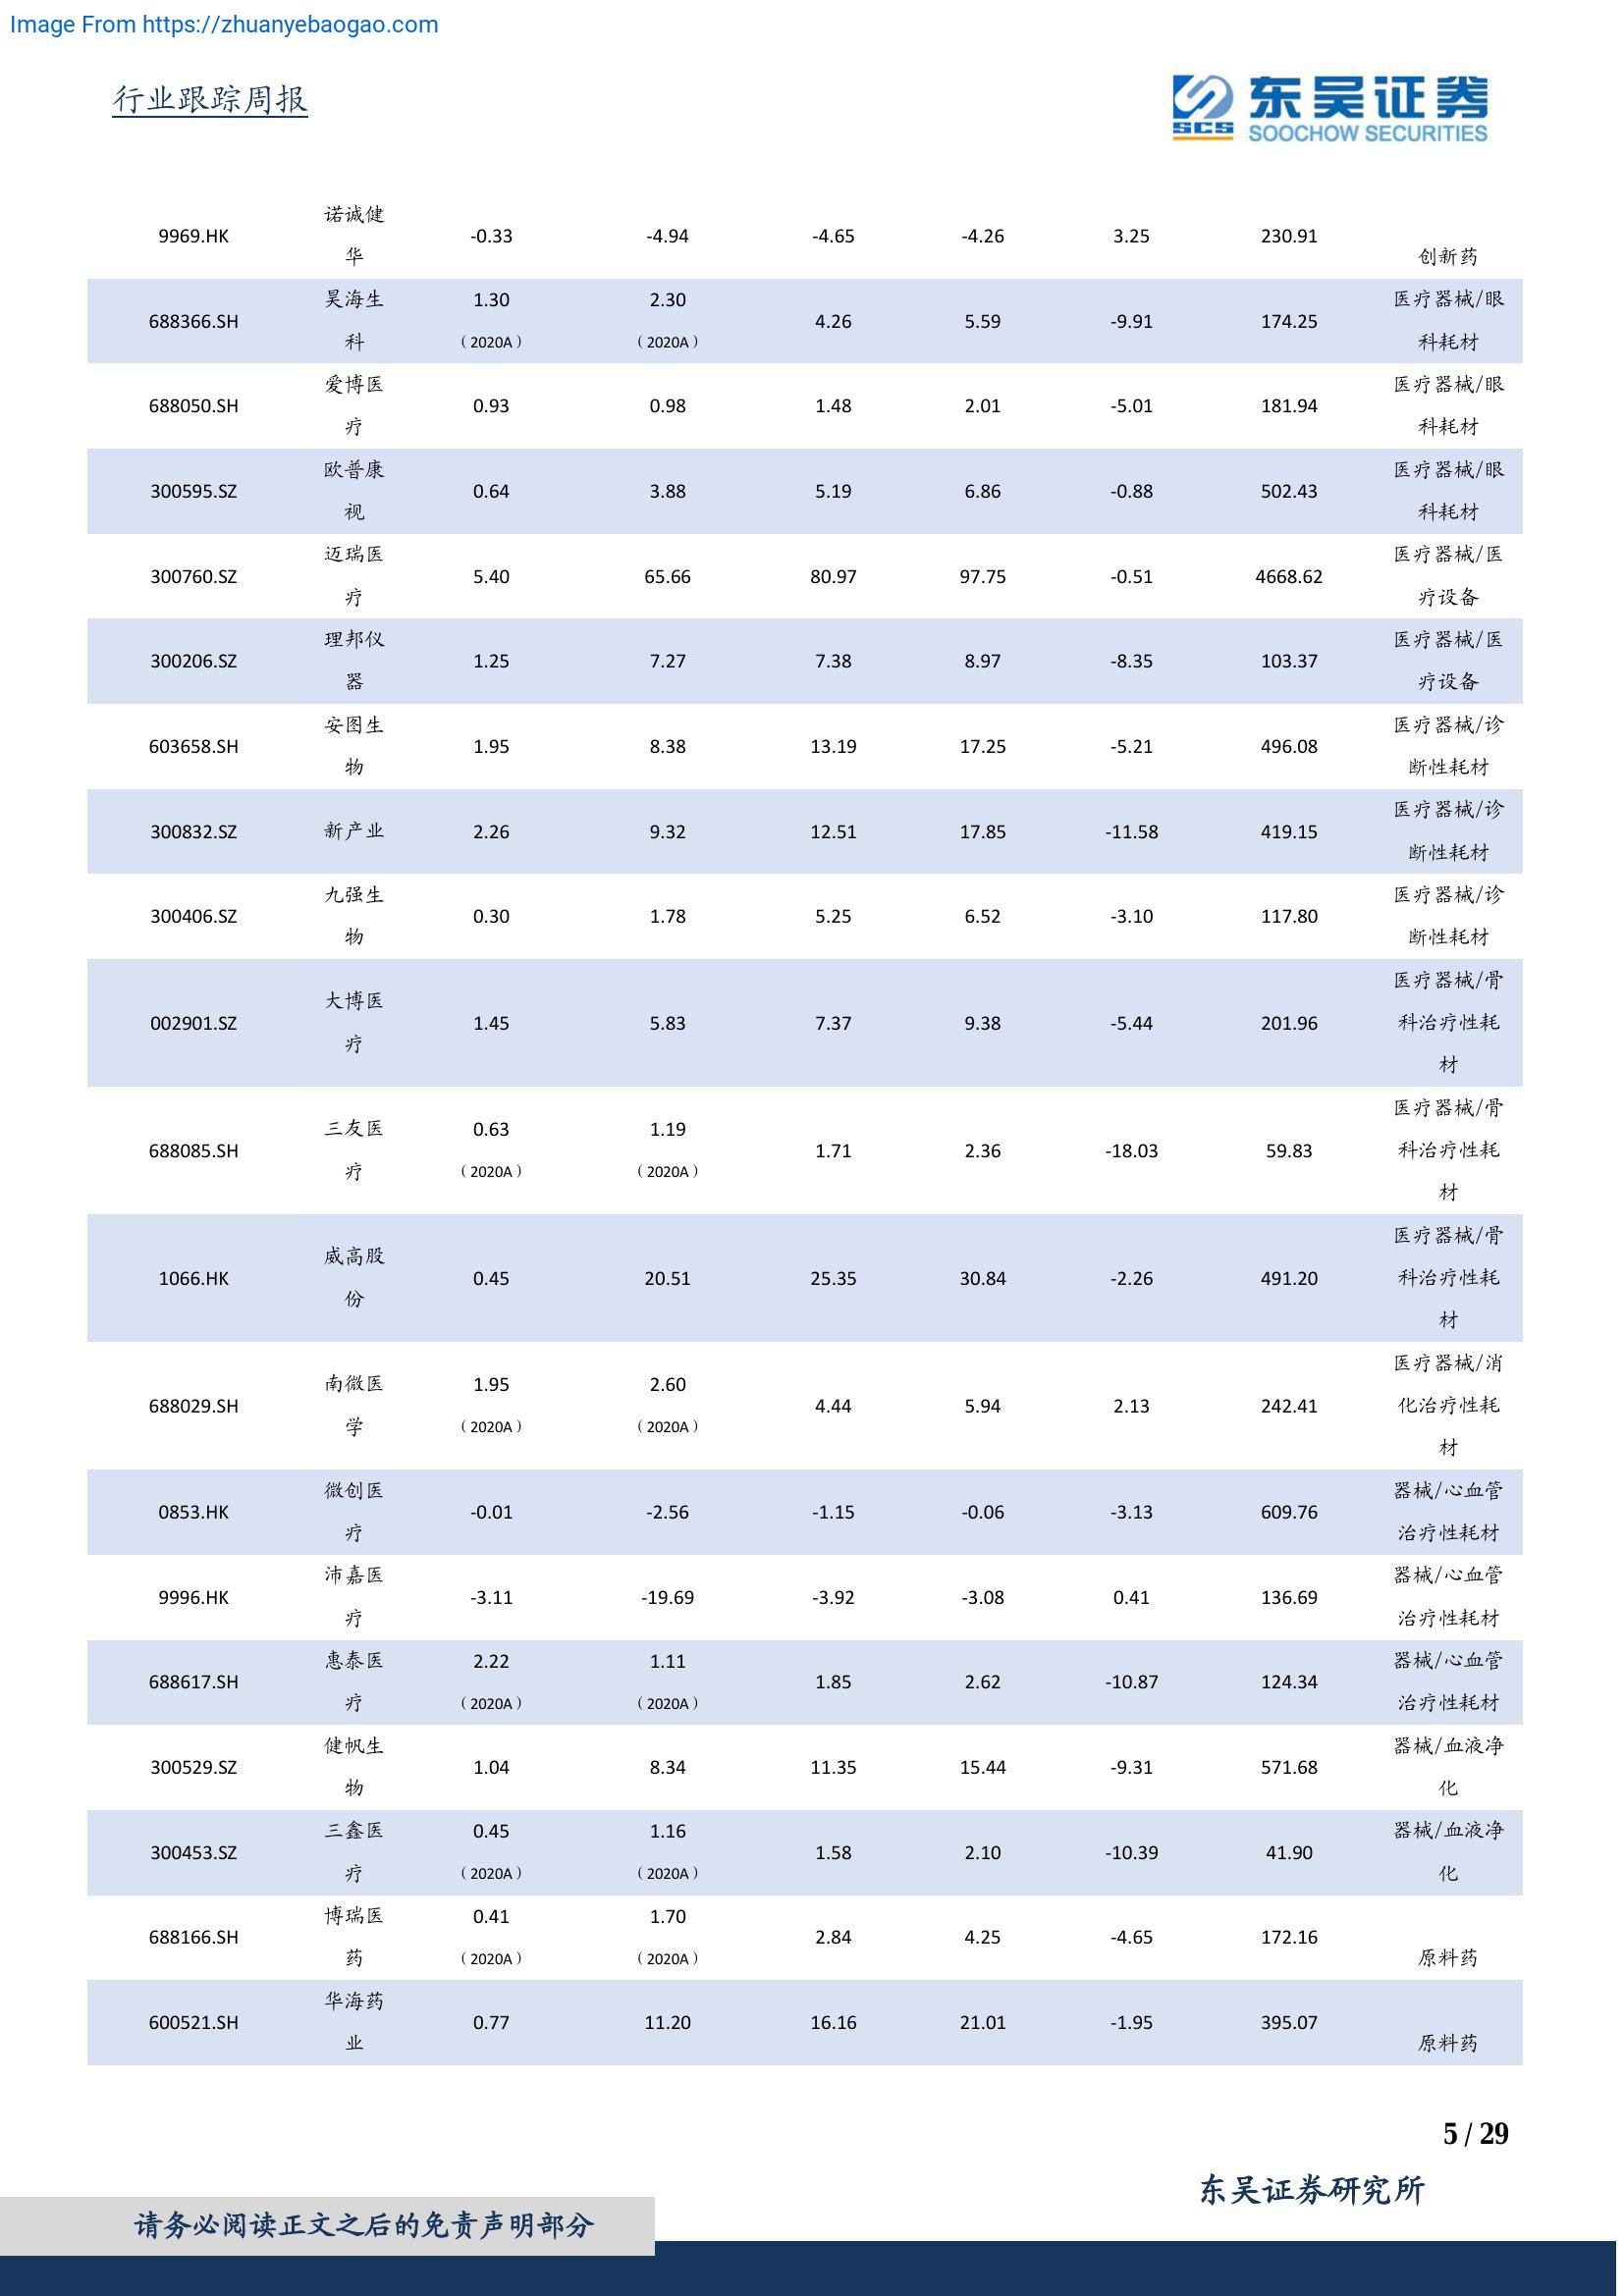 Image From https://zhuanyebaogao.com
行业跟踪周报
SCS 东吴证券
SOOCHOW SECURITIES
9969.HK 诺诚健华 -0.33 -4.94 -4.65 -4.26 3.25 230.91 创新药
688366.SH 昊海生科 1.30（2020A） 2.30（2020A） 4.26 5.59 -9.91 174.25 医疗器械/眼科耗材
688050.SH 爱博医疗 0.93 0.98 1.48 2.01 -5.01 181.94 医疗器械/眼科耗材
300595.SZ 欧普康视 0.64 3.88 5.19 6.86 -0.88 502.43 医疗器械/眼科耗材
300760.SZ 迈瑞医疗 5.40 65.66 80.97 97.75 -0.51 4668.62 医疗器械/医疗设备
300206.SZ 理邦仪器 1.25 7.27 7.38 8.97 -8.35 103.37 医疗器械/医疗设备
603658.SH 安图生物 1.95 8.38 13.19 17.25 -5.21 496.08 医疗器械/诊断性耗材
300832.SZ 新产业 2.26 9.32 12.51 17.85 -11.58 419.15 医疗器械/诊断性耗材
300406.SZ 九强生物 0.30 1.78 5.25 6.52 -3.10 117.80 医疗器械/诊断性耗材
002901.SZ 大博医疗 1.45 5.83 7.37 9.38 -5.44 201.96 医疗器械/骨科治疗性耗材
688085.SH 三友医疗 0.63（2020A） 1.19（2020A） 1.71 2.36 -18.03 59.83 医疗器械/骨科治疗性耗材
1066.HK 威高股份 0.45 20.51 25.35 30.84 -2.26 491.20 医疗器械/骨科治疗性耗材
688029.SH 南微医学 1.95（2020A） 2.60（2020A） 4.44 5.94 2.13 242.41 医疗器械/消化治疗性耗材
0853.HK 微创医疗 -0.01 -2.56 -1.15 -0.06 -3.13 609.76 器械/心血管治疗性耗材
9996.HK 沛嘉医疗 -3.11 -19.69 -3.92 -3.08 0.41 136.69 器械/心血管治疗性耗材
688617.SH 惠泰医疗 2.22（2020A） 1.11（2020A） 1.85 2.62 -10.87 124.34 器械/心血管治疗性耗材
300529.SZ 健帆生物 1.04 8.34 11.35 15.44 -9.31 571.68 器械/血液净化
300453.SZ 三鑫医疗 0.45（2020A） 1.16（2020A） 1.58 2.10 -10.39 41.90 器械/血液净化
688166.SH 博瑞医药 0.41（2020A） 1.70（2020A） 2.84 4.25 -4.65 172.16 原料药
600521.SH 华海药业 0.77 11.20 16.16 21.01 -1.95 395.07 原料药
5 / 29
东吴证券研究所
请务必阅读正文之后的免责声明部分